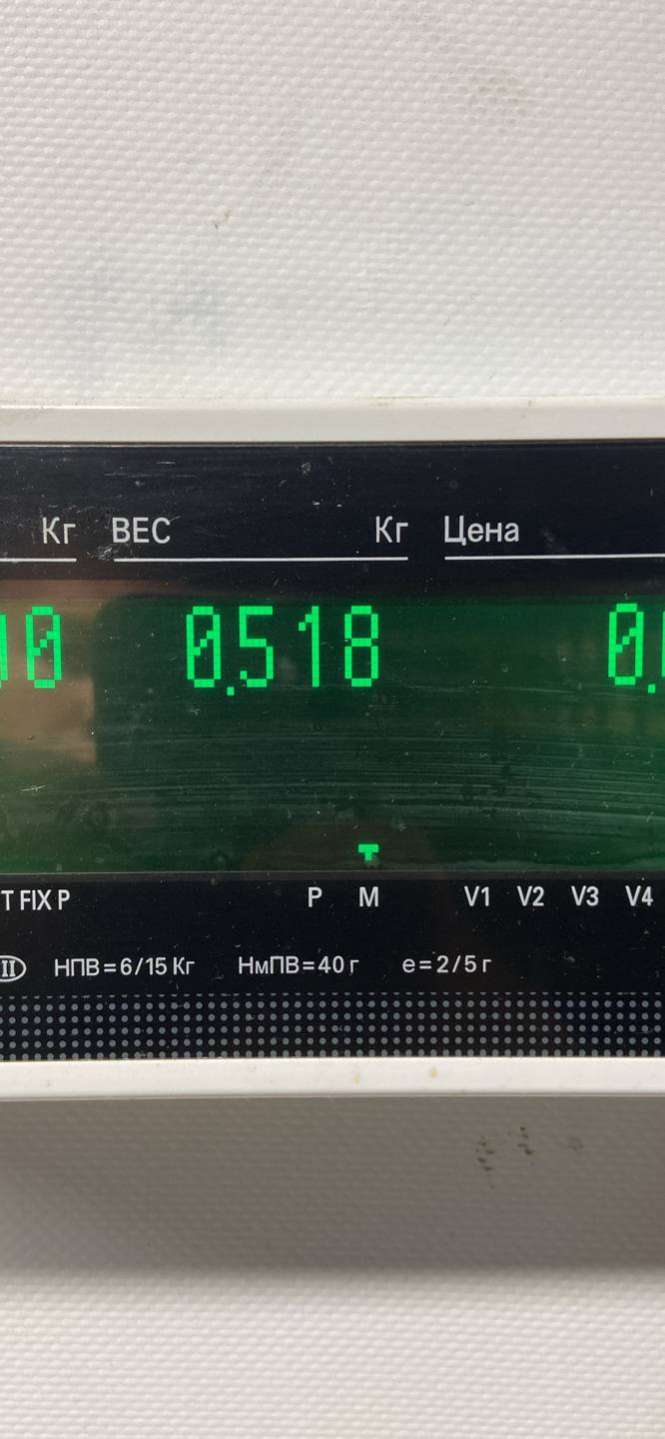 Кг ВЕС Кг Цена
0.518
T FIX P P M V1 V2 V3 V4
II НПВ=6/15 Кг НмПВ=40 г e=2/5 г